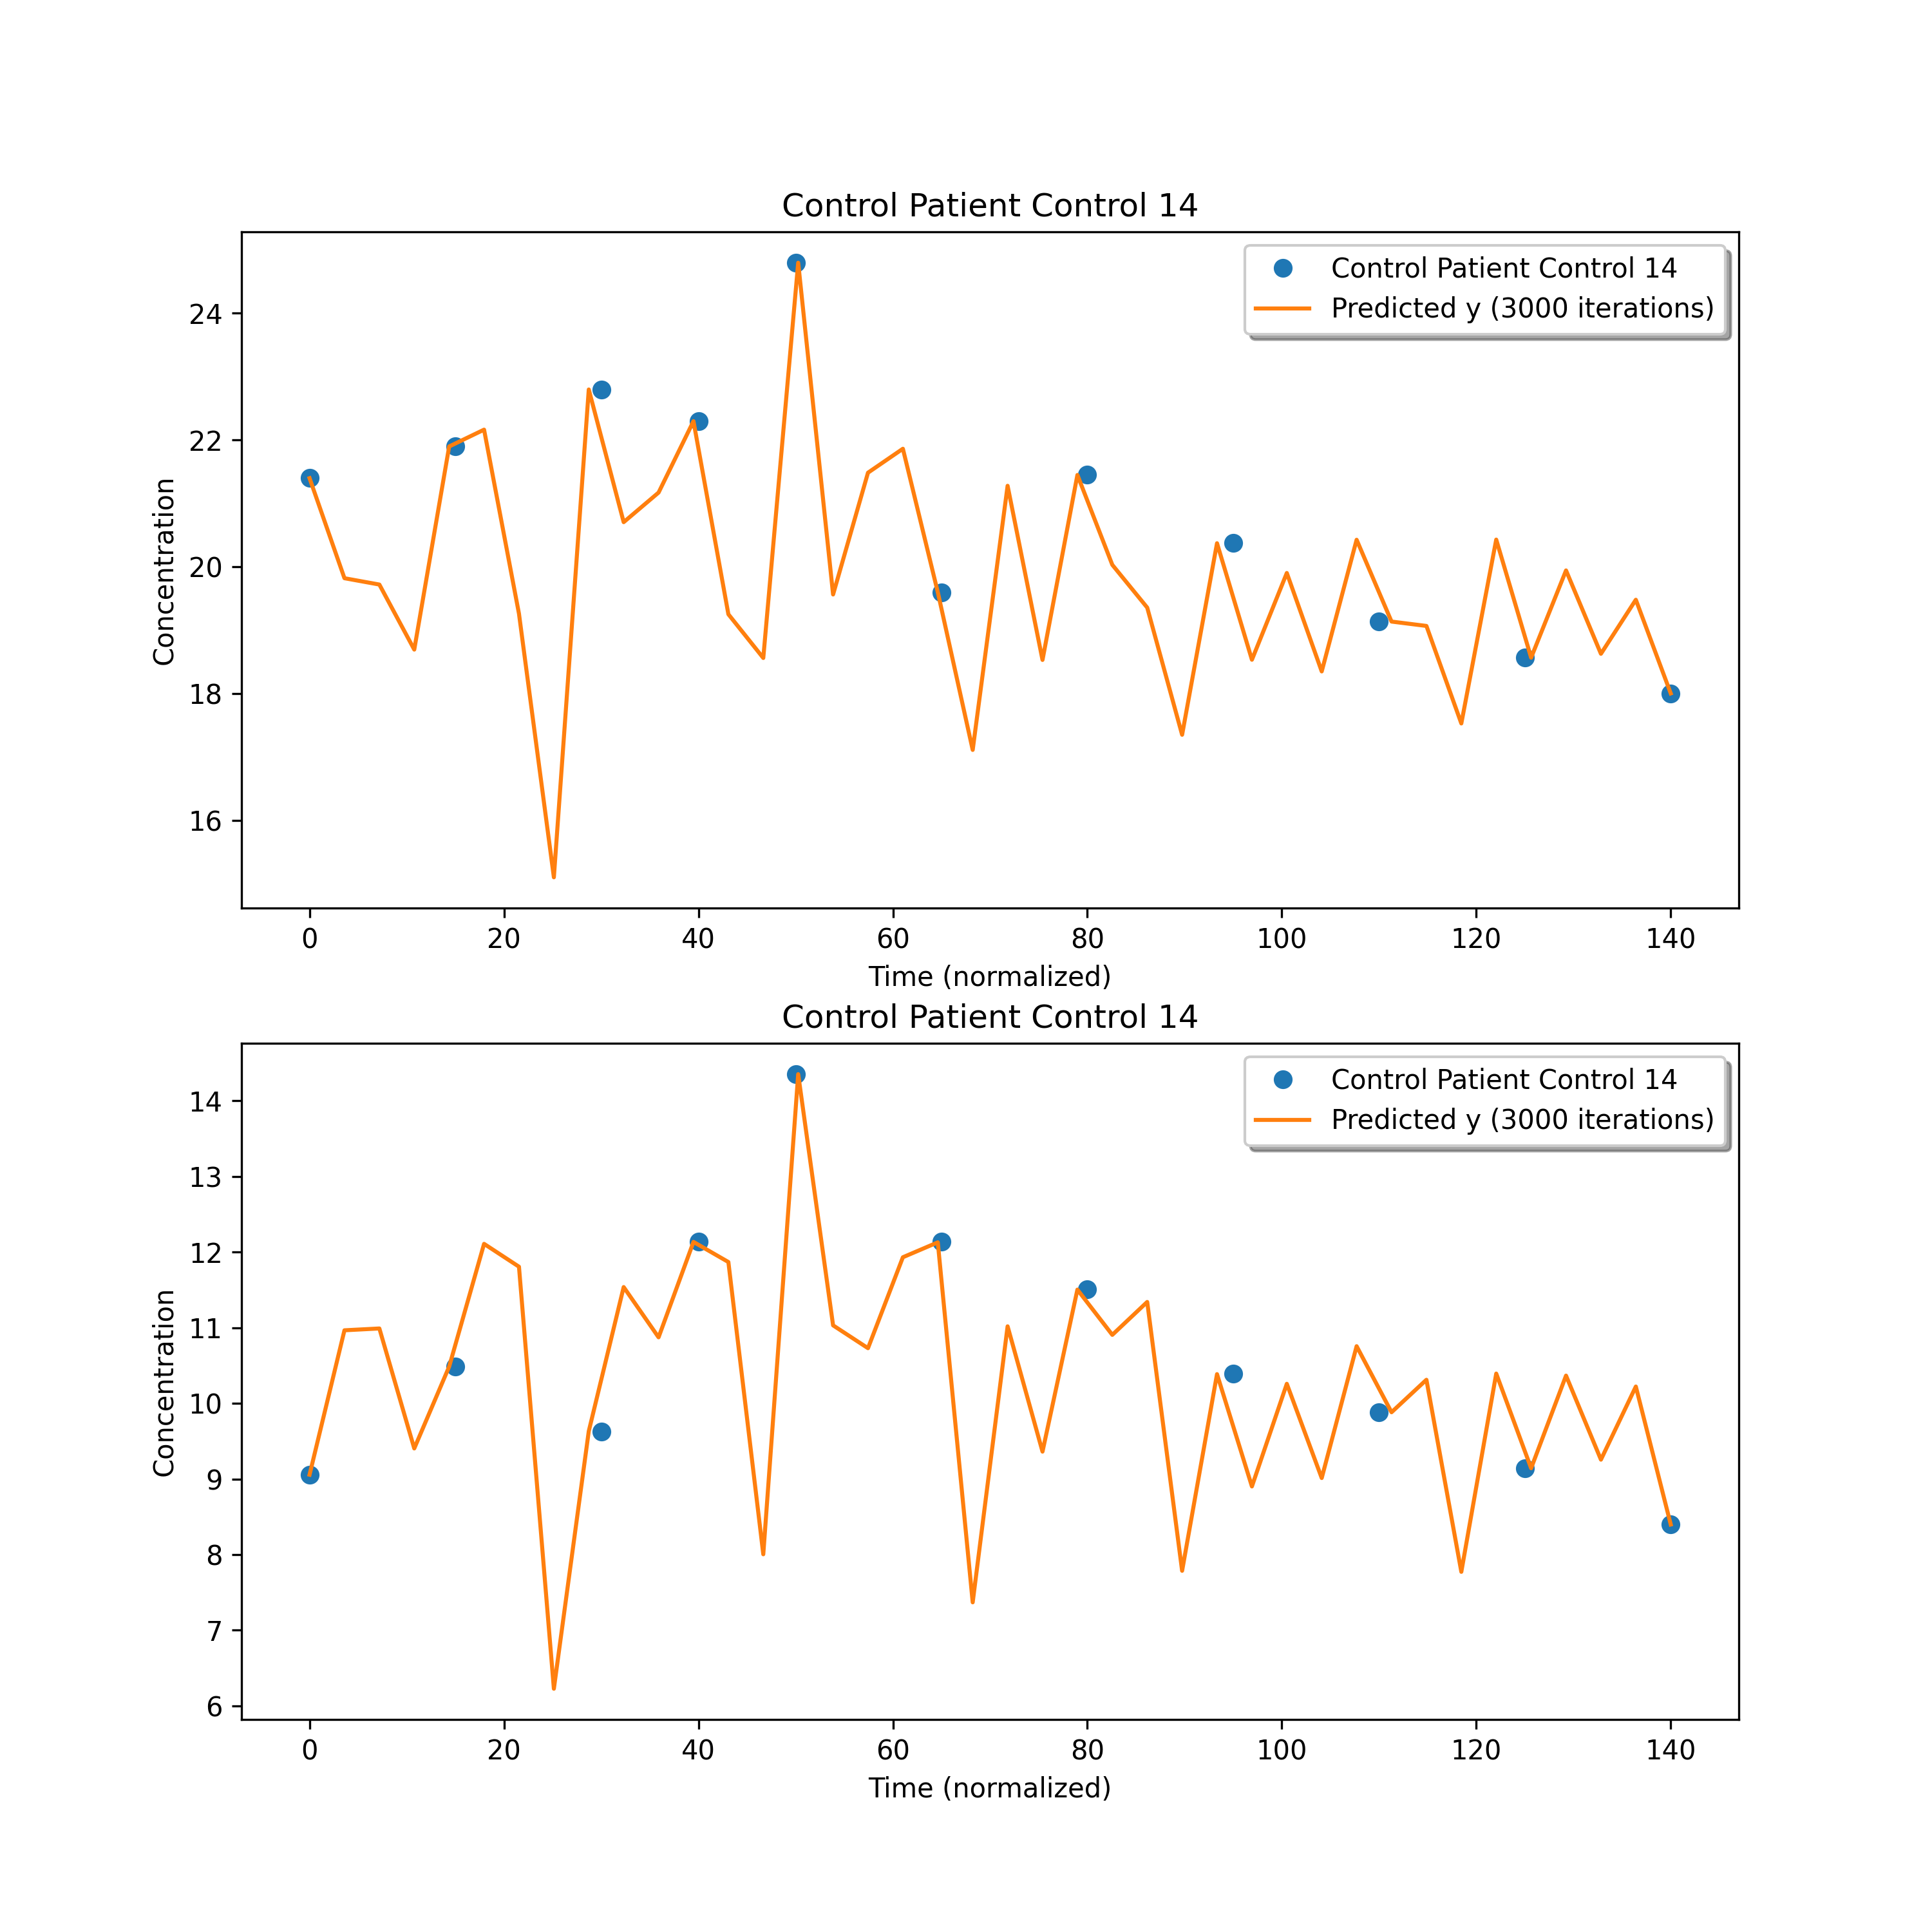 Control Patient Control 14
Control Patient Control 14
Predicted y (3000 iterations)
24
22
20
18
16
Concentration
0 20 40 60 80 100 120 140
Time (normalized)
Control Patient Control 14
Control Patient Control 14
Predicted y (3000 iterations)
14
13
12
11
10
9
8
7
6
Concentration
0 20 40 60 80 100 120 140
Time (normalized)